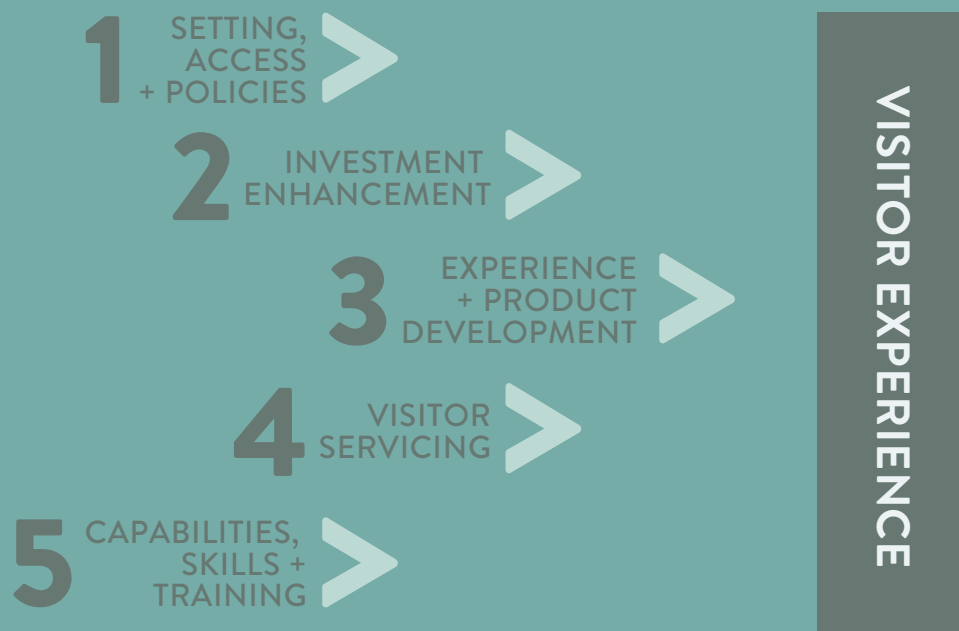 1
SETTING,
ACCESS
+ POLICIES
2
INVESTMENT
ENHANCEMENT
3
EXPERIENCE
+ PRODUCT
DEVELOPMENT
4
VISITOR
SERVICING
5
CAPABILITIES,
SKILLS +
TRAINING
VISITOR EXPERIENCE